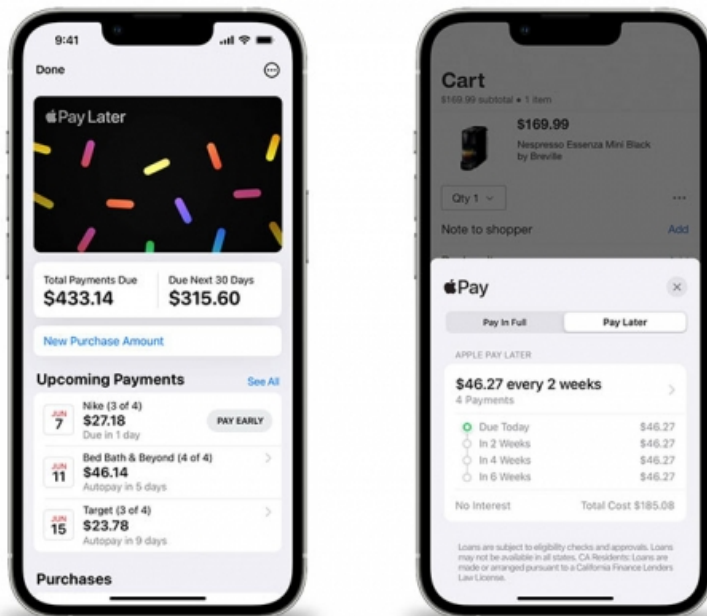 9:41
Done
Pay Later
Total Payments Due
$433.14
Due Next 30 Days
$315.60
New Purchase Amount
Upcoming Payments
See All
JUN
7
Nike (3 of 4)
$27.18
Due in 1 day
PAY EARLY
JUN
11
Bed Bath & Beyond (4 of 4)
$46.14
Autopay in 5 days
JUN
15
Target (3 of 4)
$23.78
Autopay in 9 days
Purchases
Cart
$169.99 subtotal • 1 item
$169.99
Nespresso Essenza Mini Black
by Breville
Qty 1
Note to shopper
Add
Pay
Pay In Full
Pay Later
APPLE PAY LATER
$46.27 every 2 weeks
4 Payments
Due Today
$46.27
In 2 Weeks
$46.27
In 4 Weeks
$46.27
In 6 Weeks
$46.27
No Interest
Total Cost $185.08
Loans are subject to eligibility checks and approvals. Loans
may not be available in all states. CA Residents: Loans are
made or arranged pursuant to a California Finance Lenders
Law License.